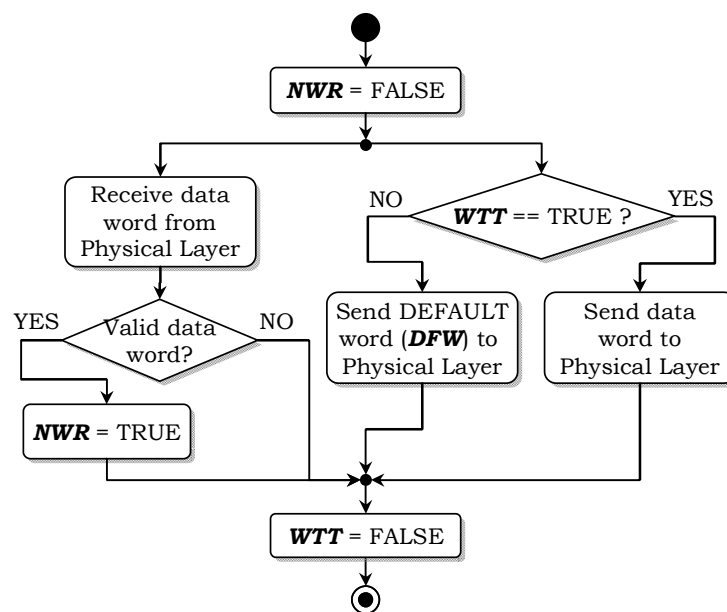 NWR = FALSE
Receive data
word from
Physical Layer
NO
WTT == TRUE ?
YES
YES
Valid data
word?
NO
Send DEFAULT
word (DFW) to
Physical Layer
Send data
word to
Physical Layer
NWR = TRUE
WTT = FALSE